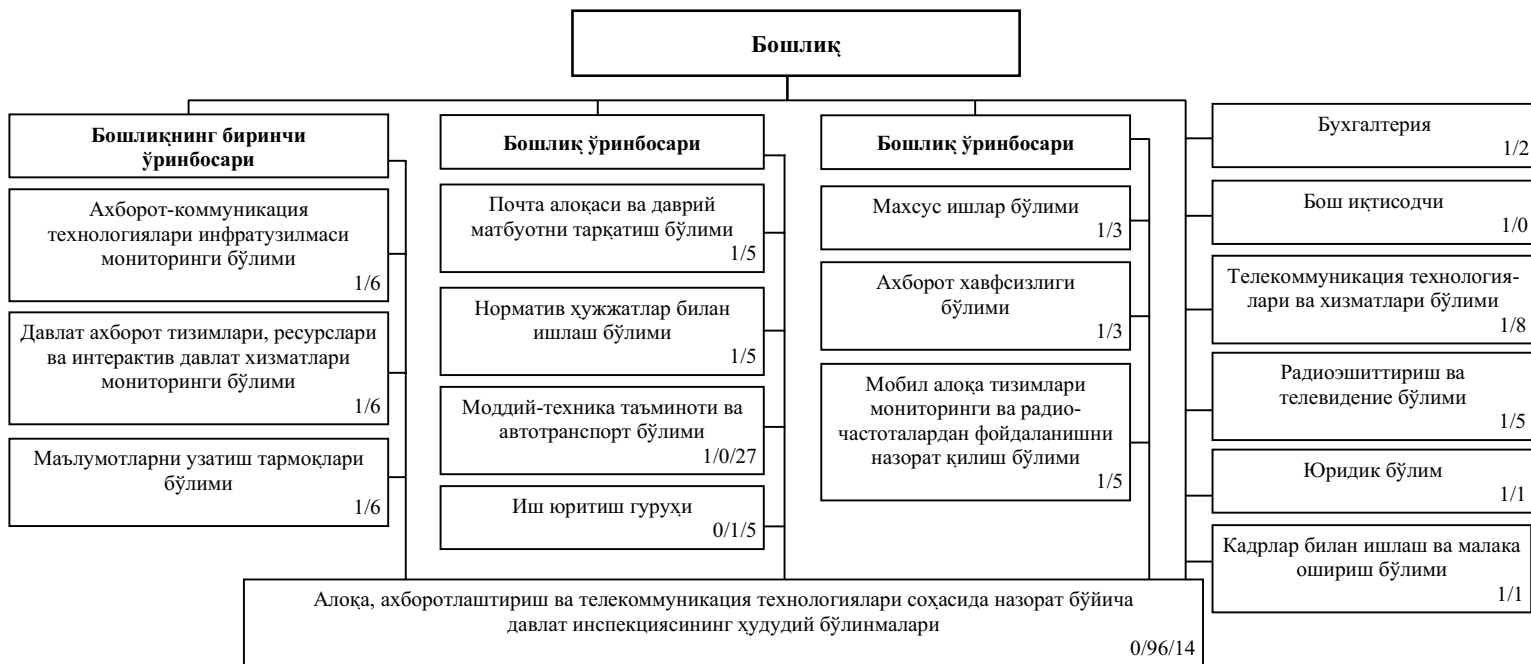 Бошлиқ
Бошлиқнинг биринчи
ўринбосари
Ахборот-коммуникация
технологиялари инфратузилмаси
мониторинги бўлими
1/6
Давлат ахборот тизимлари, ресурслари
ва интерактив давлат хизматлари
мониторинги бўлими
1/6
Маълумотларни узатиш тармоқлари
бўлими
1/6
Бошлиқ ўринбосари
Почта алоқаси ва даврий
матбуотни тарқатиш бўлими
1/5
Норматив ҳужжатлар билан
ишлаш бўлими
1/5
Моддий-техника таъминоти ва
автотранспорт бўлими
1/0/27
Иш юритиш гуруҳи
0/1/5
Бошлиқ ўринбосари
Махсус ишлар бўлими
1/3
Ахборот хавфсизлиги
бўлими
1/3
Мобил алоқа тизимлари
мониторинги ва радио-
частоталардан фойдаланишни
назорат қилиш бўлими
1/5
Бухгалтерия
1/2
Бош иқтисодчи
1/0
Телекоммуникация технология-
лари ва хизматлари бўлими
1/8
Радиоэшиттириш ва
телевидение бўлими
1/5
Юридик бўлим
1/1
Кадрлар билан ишлаш ва малака
ошириш бўлими
1/1
Алоқа, ахборотлаштириш ва телекоммуникация технологиялари соҳасида назорат бўйича
давлат инспекциясининг ҳудудий бўлинмалари
0/96/14